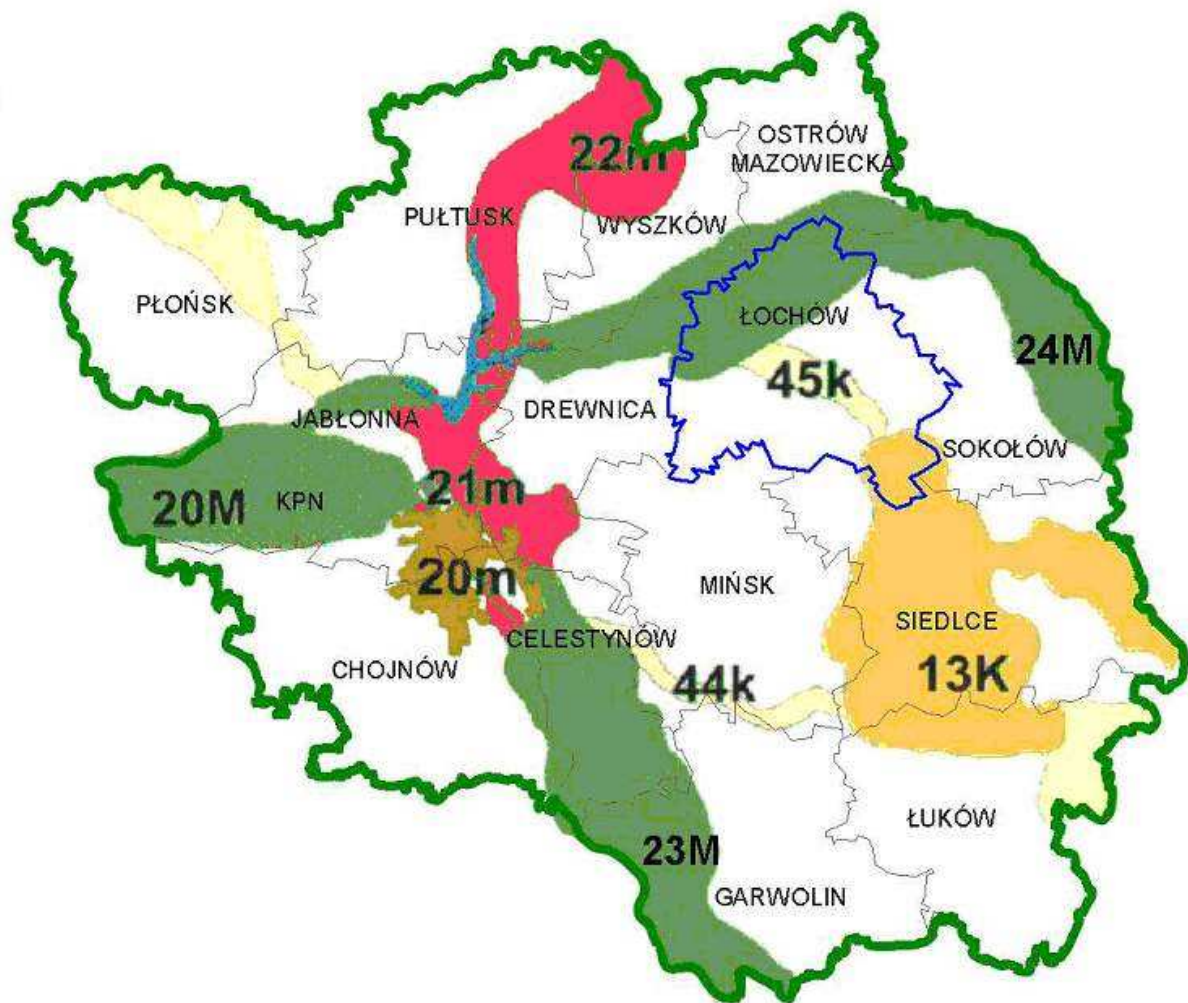 OSTRÓW
MAZOWIECKA
22m
PUŁTUSK
WYSZKÓW
PŁOŃSK
ŁOCHÓW
24M
45k
JABŁONNA
DREWNICA
SOKOŁÓW
21m
20M
KPN
20m
MIŃSK
SIEDLCE
CELESTYNÓW
CHOJNÓW
44k
13K
ŁUKÓW
23M
GARWOLIN